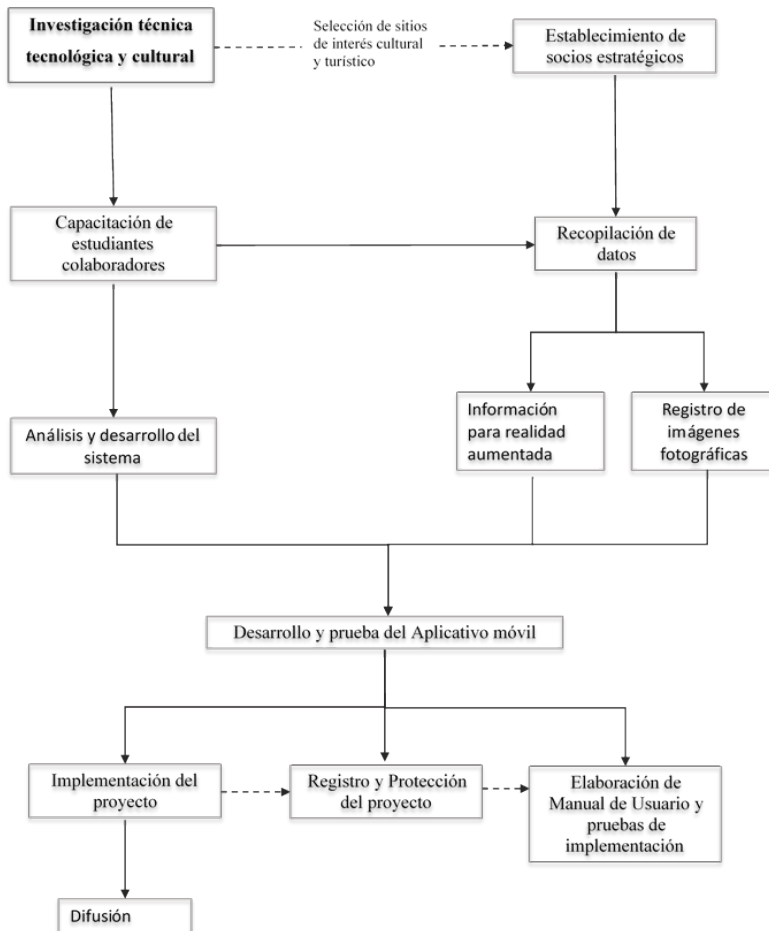 Investigación técnica
tecnológica y cultural
Selección de sitios
de interés cultural
y turístico
Establecimiento de
socios estratégicos
Capacitación de
estudiantes
colaboradores
Recopilación de
datos
Análisis y desarrollo del
sistema
Información
para realidad
aumentada
Registro de
imágenes
fotográficas
Desarrollo y prueba del Aplicativo móvil
Implementación del
proyecto
Registro y Protección
del proyecto
Elaboración de
Manual de Usuario y
pruebas de
implementación
Difusión